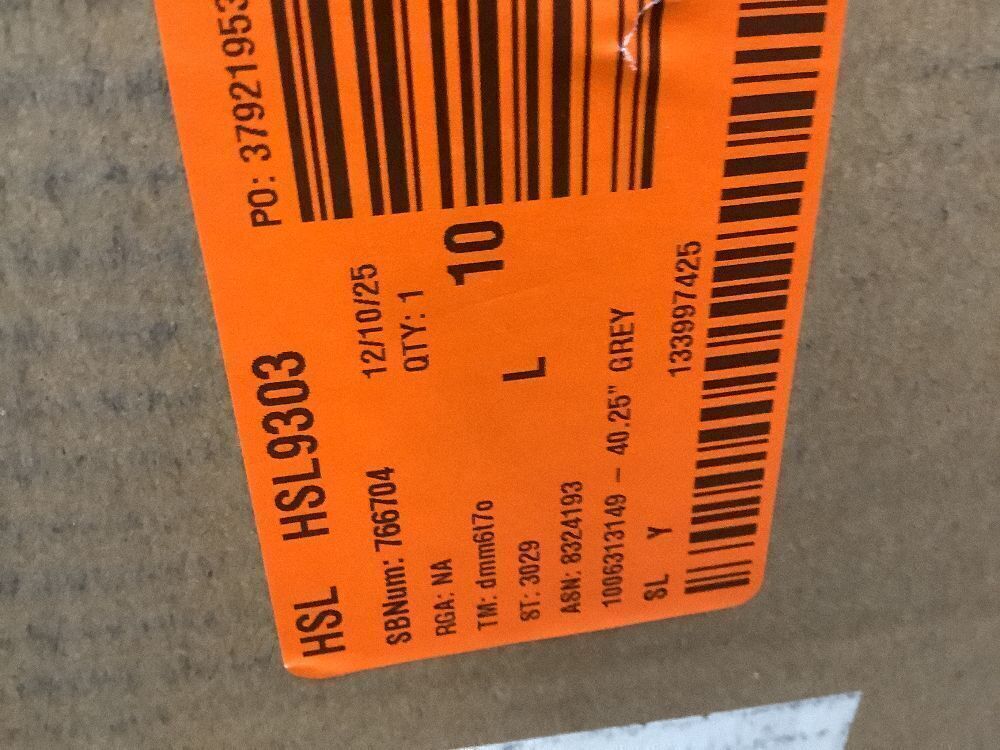 HSL HSL9303 PO: 37921953
SBNum: 766704 12/10/25
RGA: NA QTY: 1
TM: dmm6t7o 10
ST: 3029 L
ASN: 8324193
1006313149 – 40.25" GREY
SL Y 133997425